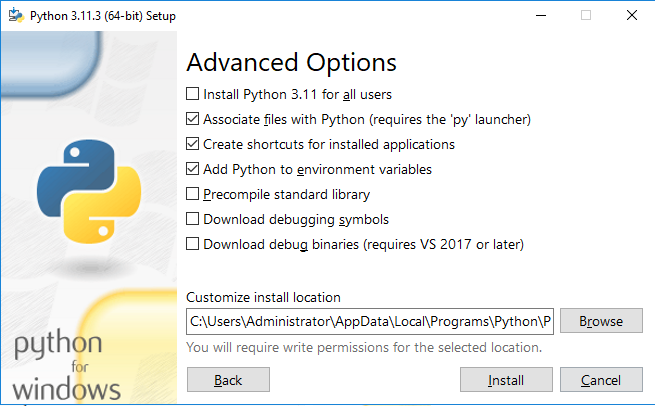 Python 3.11.3 (64-bit) Setup
Advanced Options
Install Python 3.11 for all users
Associate files with Python (requires the 'py' launcher)
Create shortcuts for installed applications
Add Python to environment variables
Precompile standard library
Download debugging symbols
Download debug binaries (requires VS 2017 or later)
Customize install location
C:\Users\Administrator\AppData\Local\Programs\Python\P
Browse
You will require write permissions for the selected location.
python
for
windows
Back
Install
Cancel